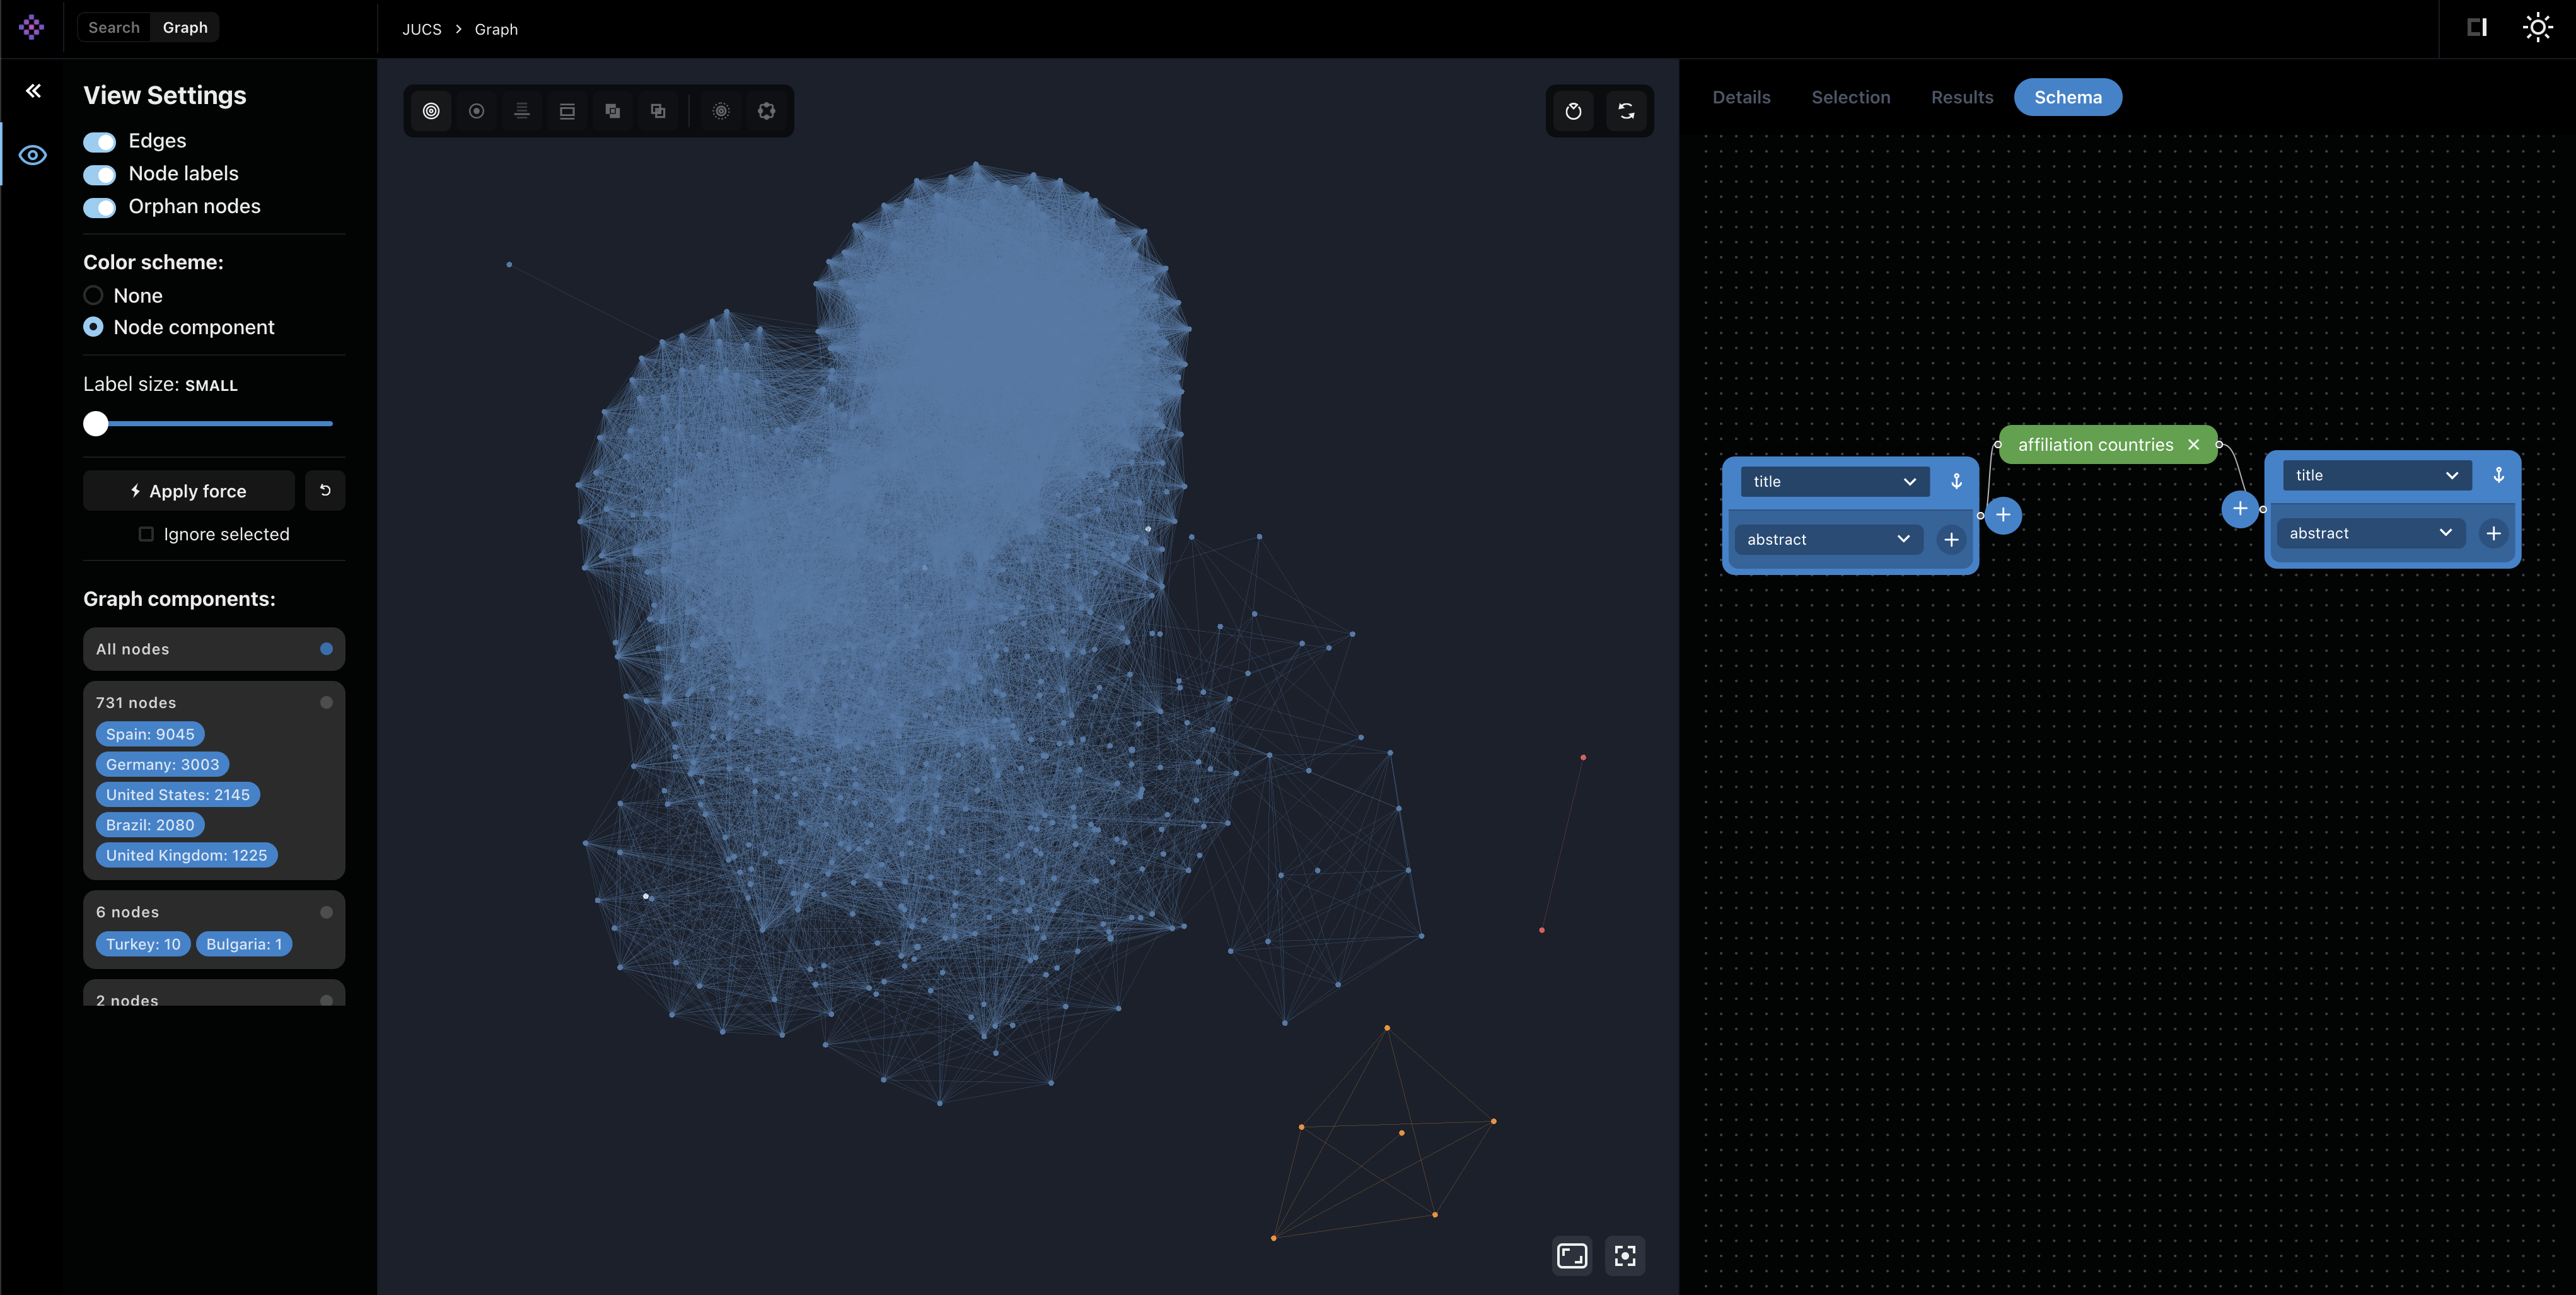 Search Graph
JUCS > Graph
View Settings
Edges
Node labels
Orphan nodes
Color scheme:
None
Node component
Label size: SMALL
Apply force
Ignore selected
Graph components:
All nodes
731 nodes
Spain: 9045
Germany: 3003
United States: 2145
Brazil: 2080
United Kingdom: 1225
6 nodes
Turkey: 10 Bulgaria: 1
2 nodes
Details Selection Results Schema
title
abstract
affiliation countries
title
abstract